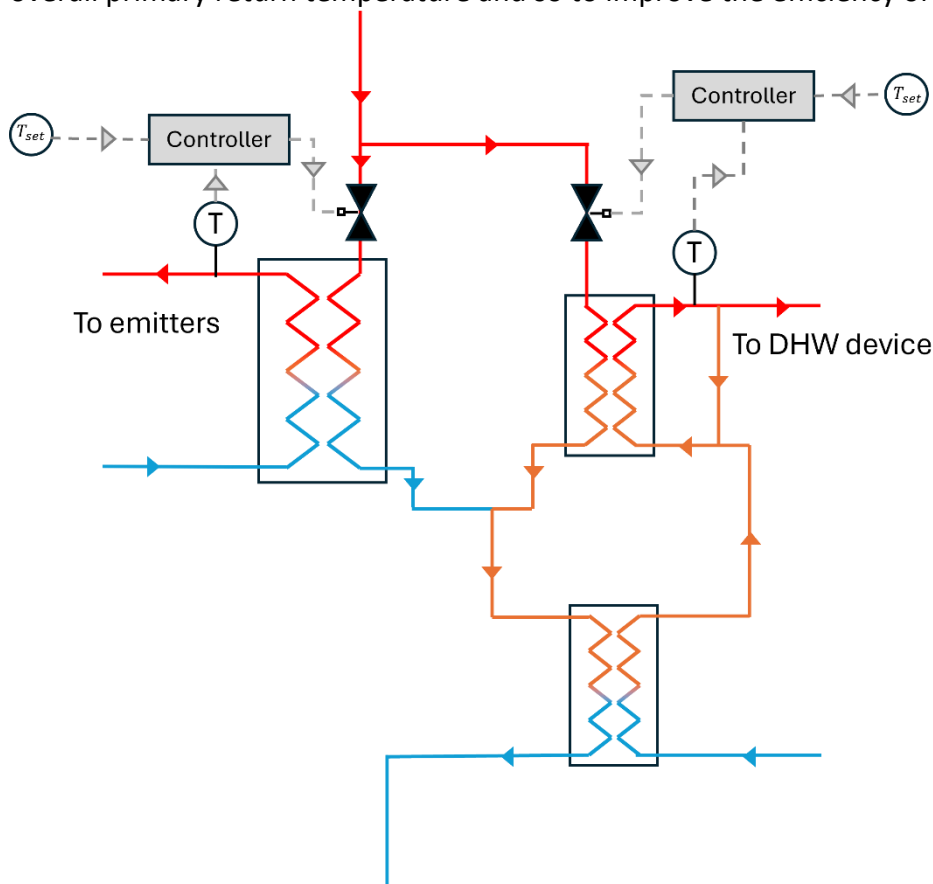 overall primary return temperature and so to improve the efficiency of
Controller
T_set
T_set
Controller
T
T
To emitters
To DHW device